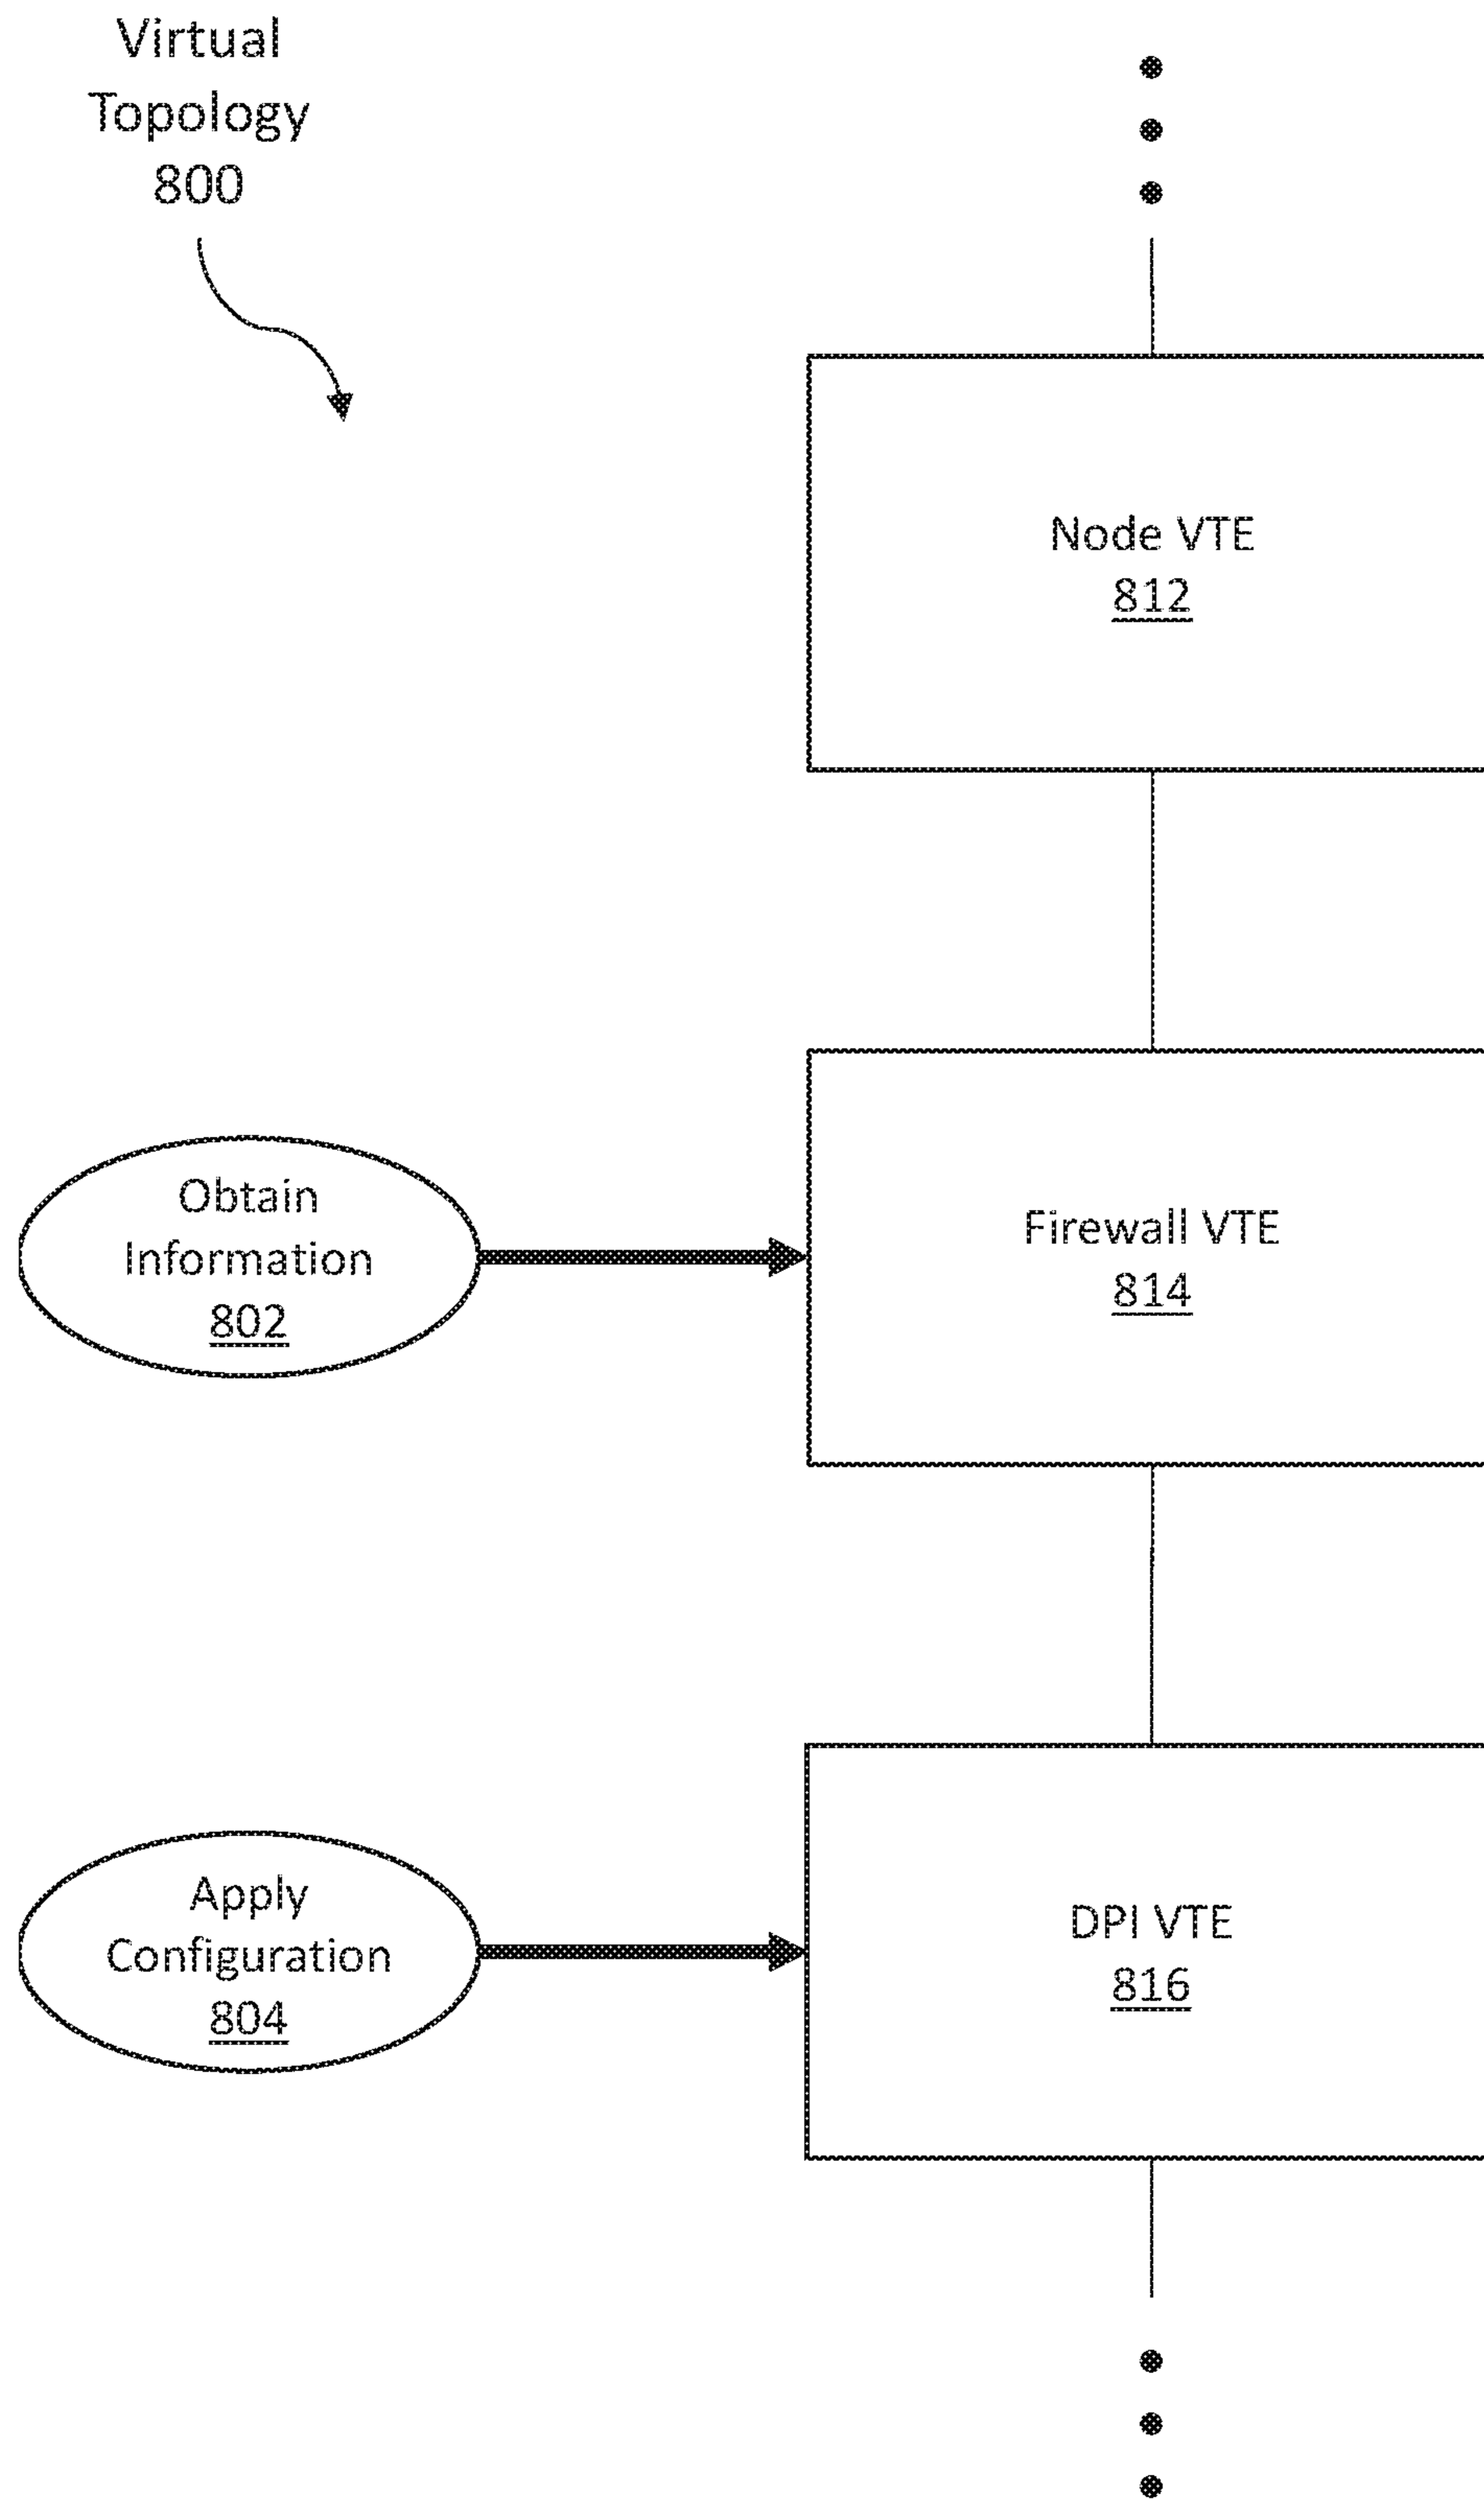 Virtual
Topology
800
Node VTE
812
Obtain
Information
802
Firewall VTE
814
Apply
Configuration
804
DPI VTE
816